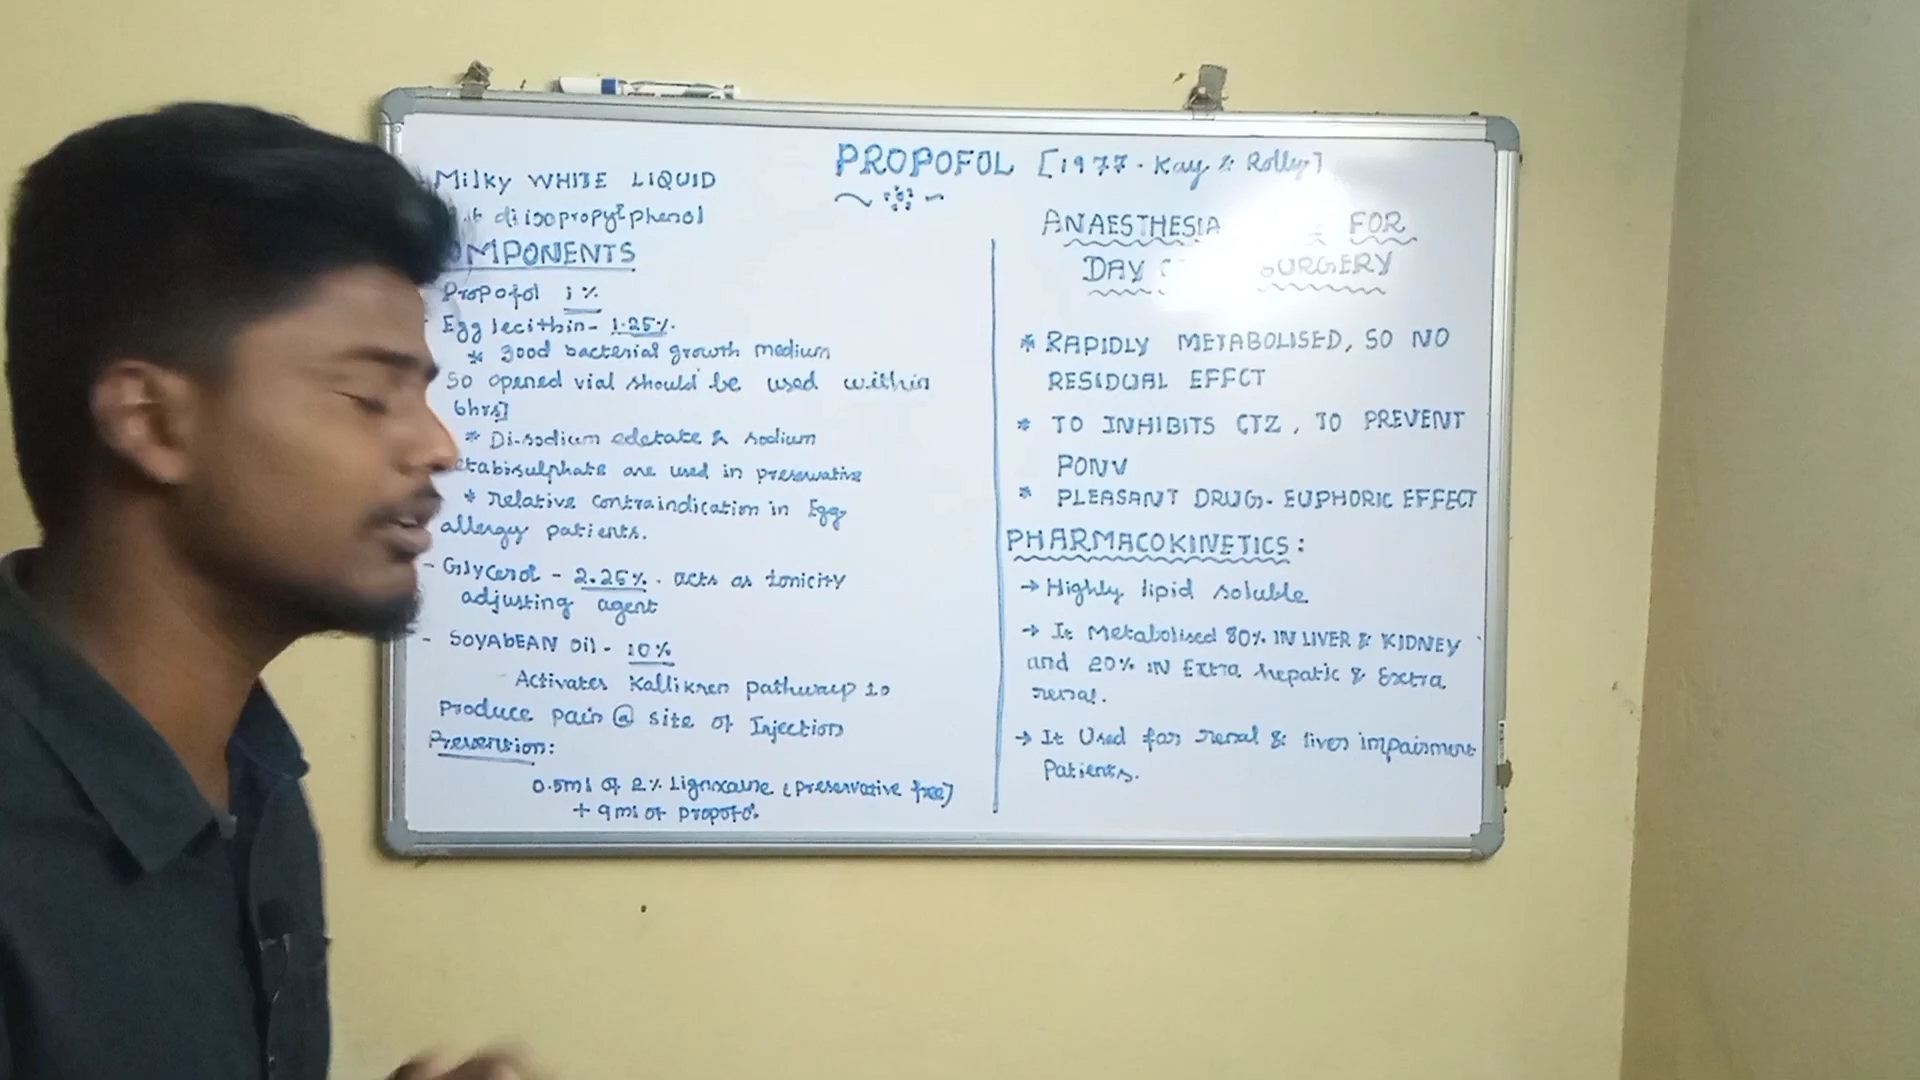 PROPOFOL [1977 - Kay & Rolly]
Milky WHITE LIQUID
diisopropyl phenol
COMPONENTS
Propofol 1%
Egg lecithin - 1.25%.
* good bacterial growth medium
So opened vial should be used within
6hrs]
* Di-sodium edetate & sodium
metabisulphate are used in preservative
* relative contraindication in Egg
allergy patients.
- Glycerol - 2.25%. acts as tonicity
adjusting agent
- SOYABEAN Oil - 10%
- Activates Kallikren pathway to
produce pain @ site of Injection
Prevention:
0.5ml of 2% Lignocaine (preservative free]
+ 9ml of propofol
ANAESTHESIA FOR
DAY SURGERY
* RAPIDLY METABOLISED, SO NO
RESIDUAL EFFCT
* TO INHIBITS CTZ, TO PREVENT
PONV
* PLEASANT DRUG - EUPHORIC EFFECT
PHARMACOKINETICS:
→ Highly lipid soluble
→ It Metabolised 80% IN LIVER & KIDNEY
and 20% IN Extra hepatic & Extra
renal.
→ It Used for renal & liver impairment
Patients.